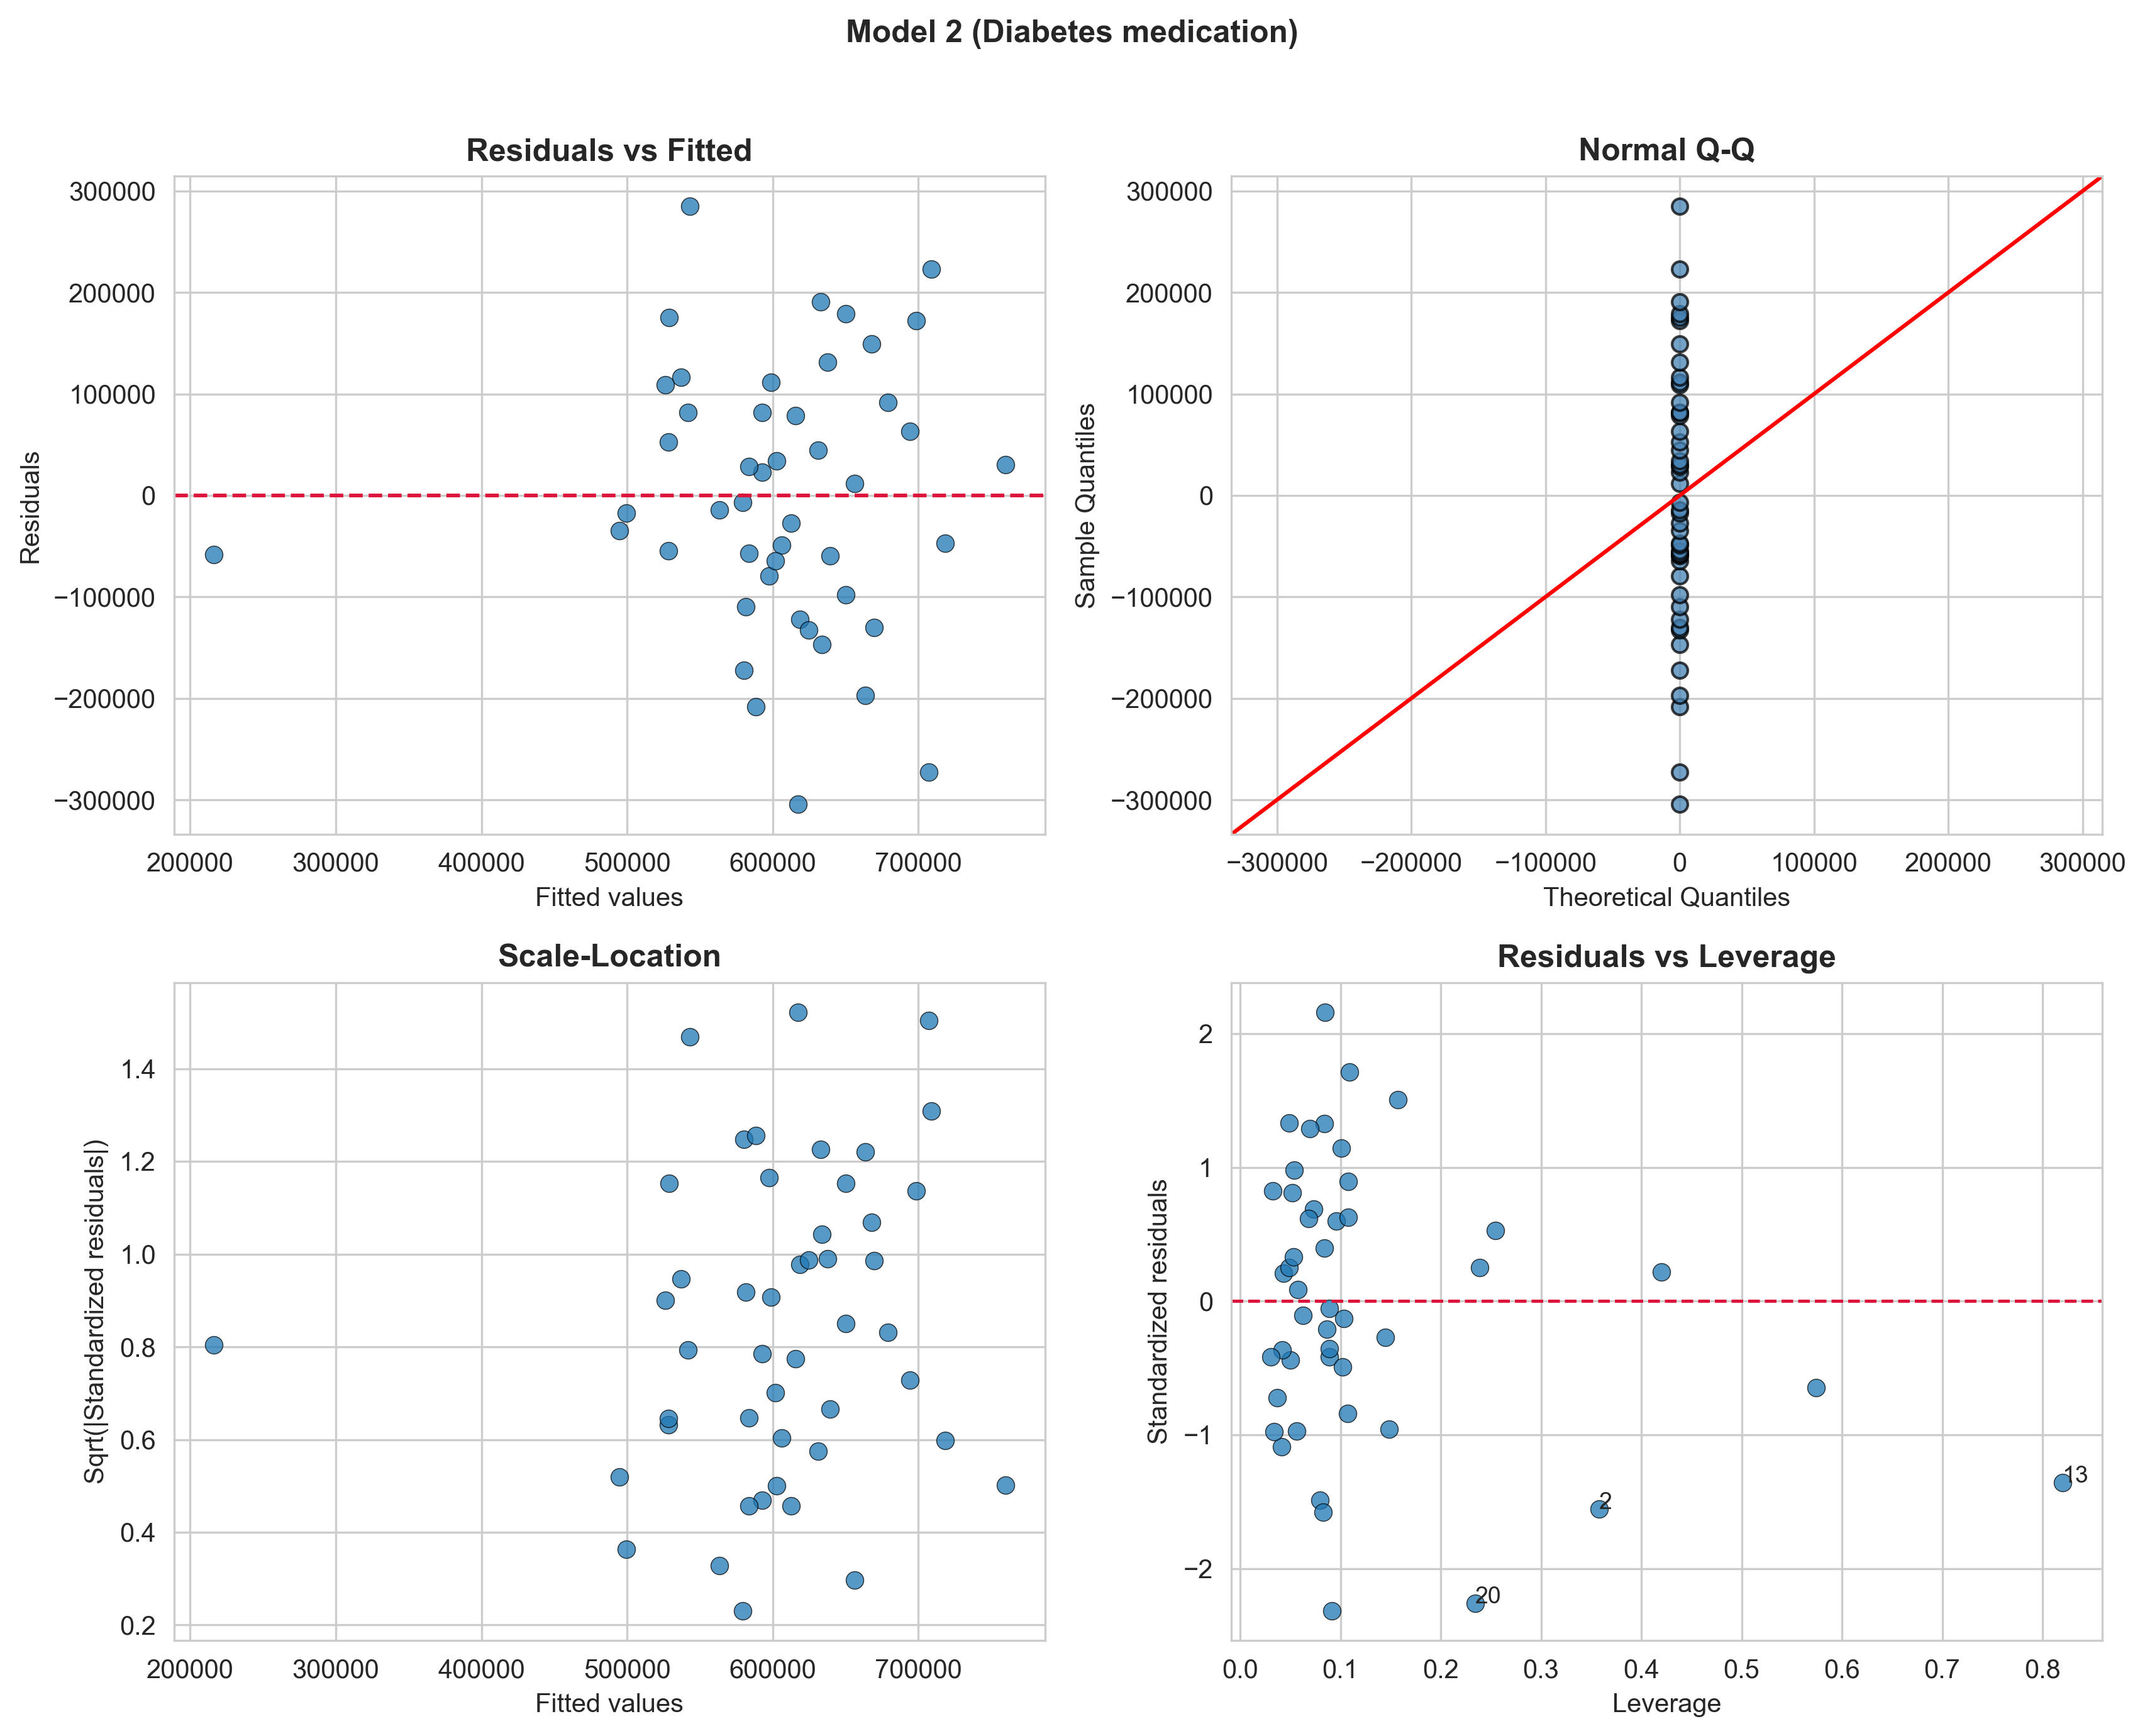 Model 2 (Diabetes medication)
Residuals vs Fitted
300000
200000
100000
0
−100000
−200000
−300000
Residuals
200000 300000 400000 500000 600000 700000
Fitted values
Normal Q-Q
300000
200000
100000
0
−100000
−200000
−300000
Sample Quantiles
−300000 −200000 −100000 0 100000 200000 300000
Theoretical Quantiles
Scale-Location
1.4
1.2
1.0
0.8
0.6
0.4
0.2
Sqrt(|Standardized residuals|)
200000 300000 400000 500000 600000 700000
Fitted values
Residuals vs Leverage
2
1
0
−1
−2
Standardized residuals
13
2
20
0.0 0.1 0.2 0.3 0.4 0.5 0.6 0.7 0.8
Leverage